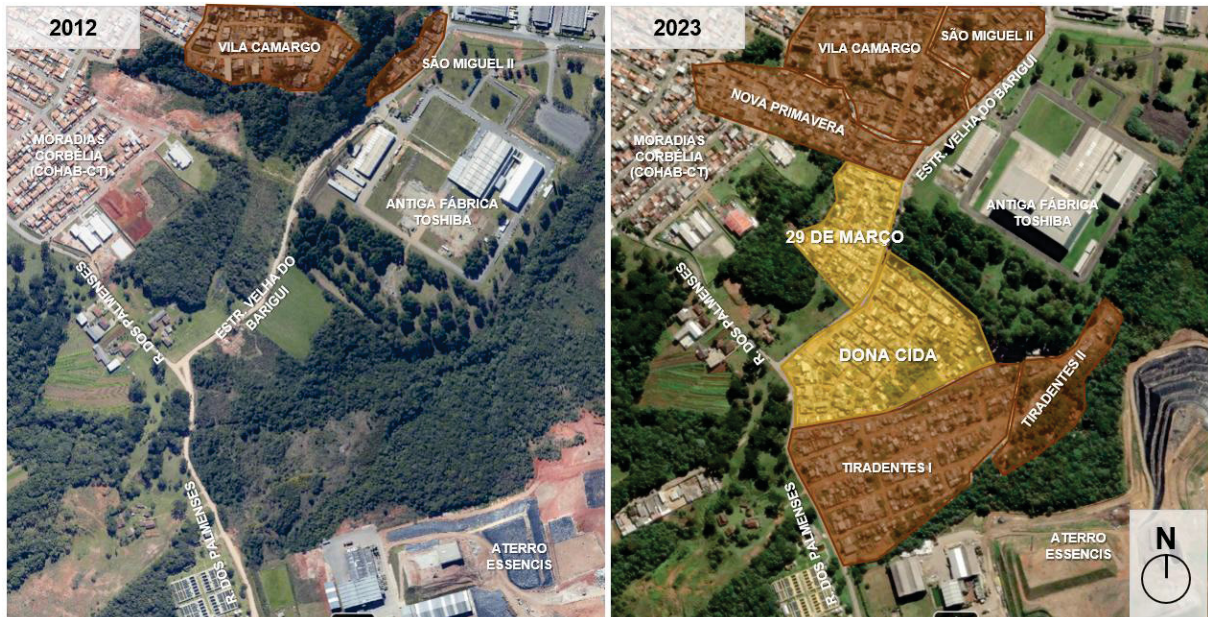 2012
VILA CAMARGO
SÃO MIGUEL II
MORADIAS
CORBÉLIA
(COHAB-CT)
ANTIGA FÁBRICA
TOSHIBA
R. DOS PALMENSES
ESTR. VELHA DO
BARIGUI
R. DOS PALMENSES
ATERRO
ESSENCIS
2023
VILA CAMARGO
SÃO MIGUEL II
NOVA PRIMAVERA
ESTR. VELHA DO BARIGUI
MORADIAS
CORBÉLIA
(COHAB-CT)
ANTIGA FÁBRICA
TOSHIBA
29 DE MARÇO
R. DOS PALMENSES
DONA CIDA
TIRADENTES II
TIRADENTES I
R. DOS PALMENSES
ATERRO
ESSENCIS
N